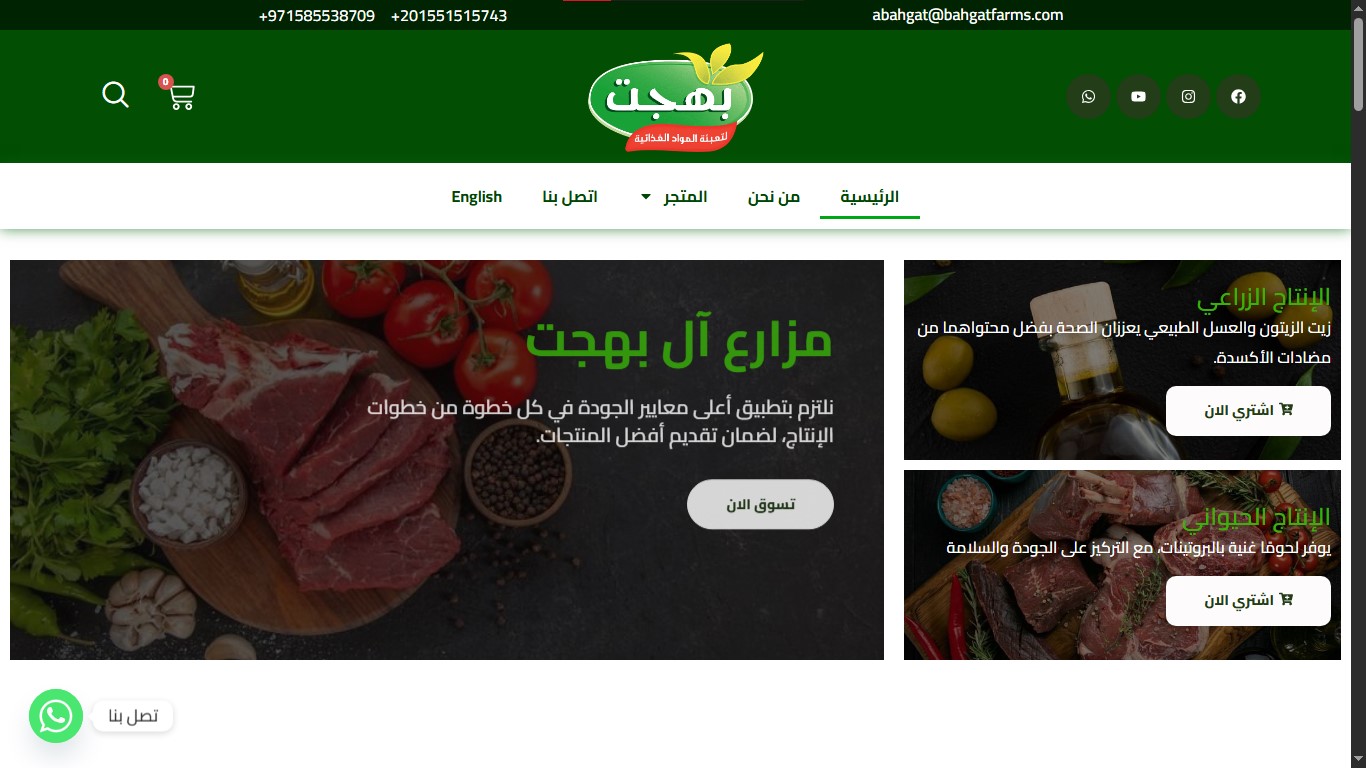 +971585538709 +201551515743
abahgat@bahgatfarms.com
0
بهجت
لتعبئة المواد الغذائية
الرئيسية
من نحن
المتجر
اتصل بنا
English
مزارع آل بهجت
نلتزم بتطبيق أعلى معايير الجودة في كل خطوة من خطوات
الإنتاج، لضمان تقديم أفضل المنتجات.
تسوق الان
الإنتاج الزراعي
زيت الزيتون والعسل الطبيعي يعززان الصحة بفضل محتواهما من
مضادات الأكسدة.
اشتري الان
الإنتاج الحيواني
يوفر لحومًا غنية بالبروتينات، مع التركيز على الجودة والسلامة
اشتري الان
تصل بنا